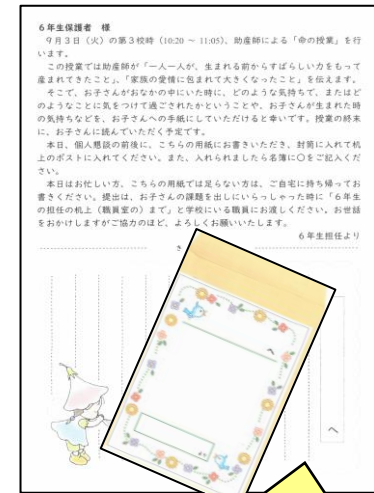 ６年生保護者　様
　９月３日（火）の第３校時（10:20 ～ 11:05）、助産師による「命の授業」を行
います。
　この授業では助産師が「一人一人が、生まれる前からすばらしい力をもって
産まれてきたこと」、「家族の愛情に包まれて大きくなったこと」を伝えます。
　そこで、お子さんがおなかの中にいた時に、どのような気持ちで、またはど
のようなことに気をつけて過ごされたかということや、お子さんが生まれた時
の気持ちなどを、お子さんへの手紙にしていただけると幸いです。授業の終末
に、お子さんに読んでいただく予定です。
　本日、個人懇談の前後に、こちらの用紙にお書きいただき、封筒に入れて机
上のポストに入れてください。また、入れられましたら名簿に○をご記入くだ
さい。
　本日はお忙しい方、こちらの用紙では足らない方は、ご自宅に持ち帰ってお
書きください。提出は、お子さんの課題を出しにいらっしゃった時に「６年生
の担任の机上（職員室の）まで」と学校にいる職員にお渡しください。お世話
をおかけしますがご協力のほど、よろしくお願いいたします。
６年担任より
き
へ
へ